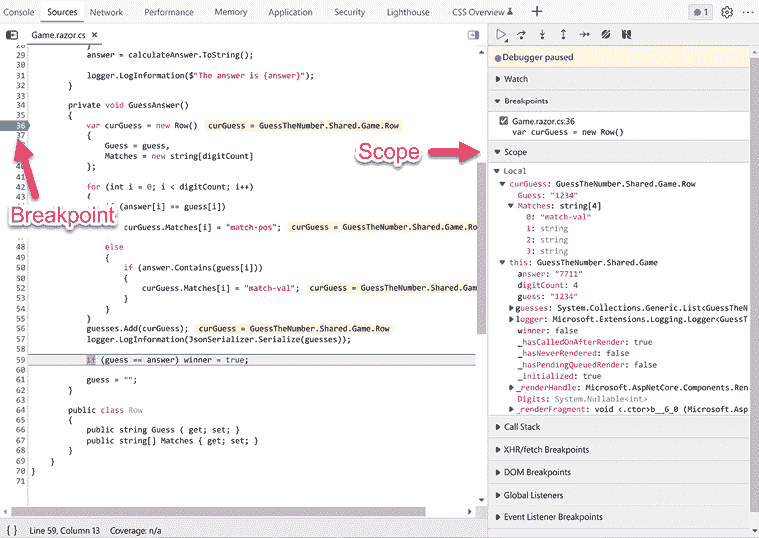 Console Sources Network Performance Memory Application Security Lighthouse CSS Overview 1
Game.razor.cs
28 }
29 answer = calculateAnswer.ToString();
30
31 logger.LogInformation($"The answer is {answer}");
32 }
33
34 private void GuessAnswer()
35 {
36 var curGuess = new Row() curGuess = GuessTheNumber.Shared.Game.Row
37 {
Guess = guess,
Matches = new string[digitCount]
40 };
for (int i = 0; i < digitCount; i++)
{
(answer[i] == guess[i])
curGuess.Matches[i] = "match-pos"; curGuess = GuessTheNumber.Shared.Game.Ro
48 else
49 {
50 if (answer.Contains(guess[i]))
51 {
52 curGuess.Matches[i] = "match-val"; curGuess = GuessTheNumber.Shared.G
53 }
54 }
55 }
56 guesses.Add(curGuess); curGuess = GuessTheNumber.Shared.Game.Row
57 logger.LogInformation(JsonSerializer.Serialize(guesses));
58
59 if (guess == answer) winner = true;
60
61 guess = "";
62 }
63
64 public class Row
65 {
66 public string Guess { get; set; }
67 public string[] Matches { get; set; }
68 }
69 }
70 }
71
Breakpoint
Scope
{ } Line 59, Column 13 Coverage: n/a
Debugger paused
Watch
Breakpoints
Game.razor.cs:36
var curGuess = new Row()
Scope
Local
curGuess: GuessTheNumber.Shared.Game.Row
Guess: "1234"
Matches: string[4]
0: "match-val"
1: string
2: string
3: string
this: GuessTheNumber.Shared.Game
answer: "7711"
digitCount: 4
guess: "1234"
guesses: System.Collections.Generic.List<GuessTheN
logger: Microsoft.Extensions.Logging.Logger<GuessT
winner: false
_hasCalledOnAfterRender: true
_hasNeverRendered: false
_hasPendingQueuedRender: false
_initialized: true
_renderHandle: Microsoft.AspNetCore.Components.Ren
Digits: System.Nullable<int>
_renderFragment: void <.ctor>b__6_0 (Microsoft.Asp
Call Stack
XHR/fetch Breakpoints
DOM Breakpoints
Global Listeners
Event Listener Breakpoints